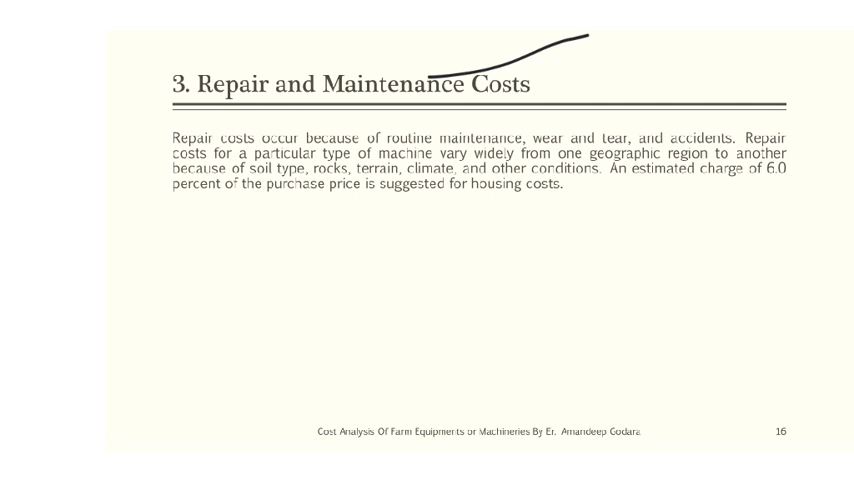 3. Repair and Maintenance Costs
Repair costs occur because of routine maintenance, wear and tear, and accidents. Repair
costs for a particular type of machine vary widely from one geographic region to another
because of soil type, rocks, terrain, climate, and other conditions. An estimated charge of 6.0
percent of the purchase price is suggested for housing costs.
Cost Analysis Of Farm Equipments or Machineries By Er. Amandeep Godara
16